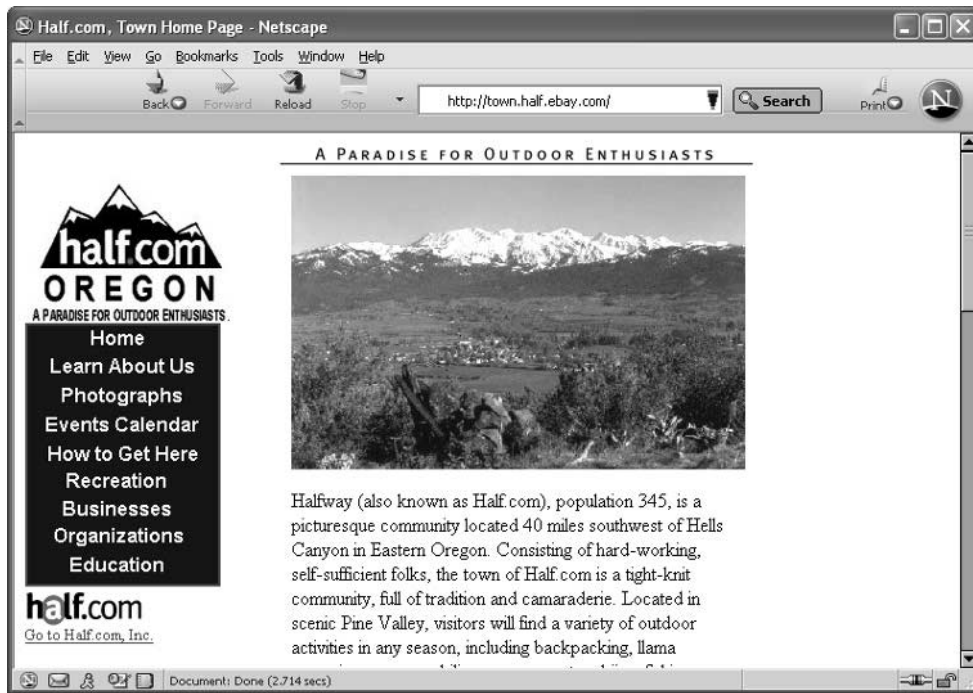 Half.com, Town Home Page - Netscape
File Edit View Go Bookmarks Tools Window Help
Back Forward Reload Stop http://town.half.ebay.com/ Search Print N
A PARADISE FOR OUTDOOR ENTHUSIASTS
half.com
OREGON
A PARADISE FOR OUTDOOR ENTHUSIASTS.
Home
Learn About Us
Photographs
Events Calendar
How to Get Here
Recreation
Businesses
Organizations
Education
half.com
Go to Half.com, Inc.
Halfway (also known as Half.com), population 345, is a
picturesque community located 40 miles southwest of Hells
Canyon in Eastern Oregon. Consisting of hard-working,
self-sufficient folks, the town of Half.com is a tight-knit
community, full of tradition and camaraderie. Located in
scenic Pine Valley, visitors will find a variety of outdoor
activities in any season, including backpacking, llama
Document: Done (2.714 secs)